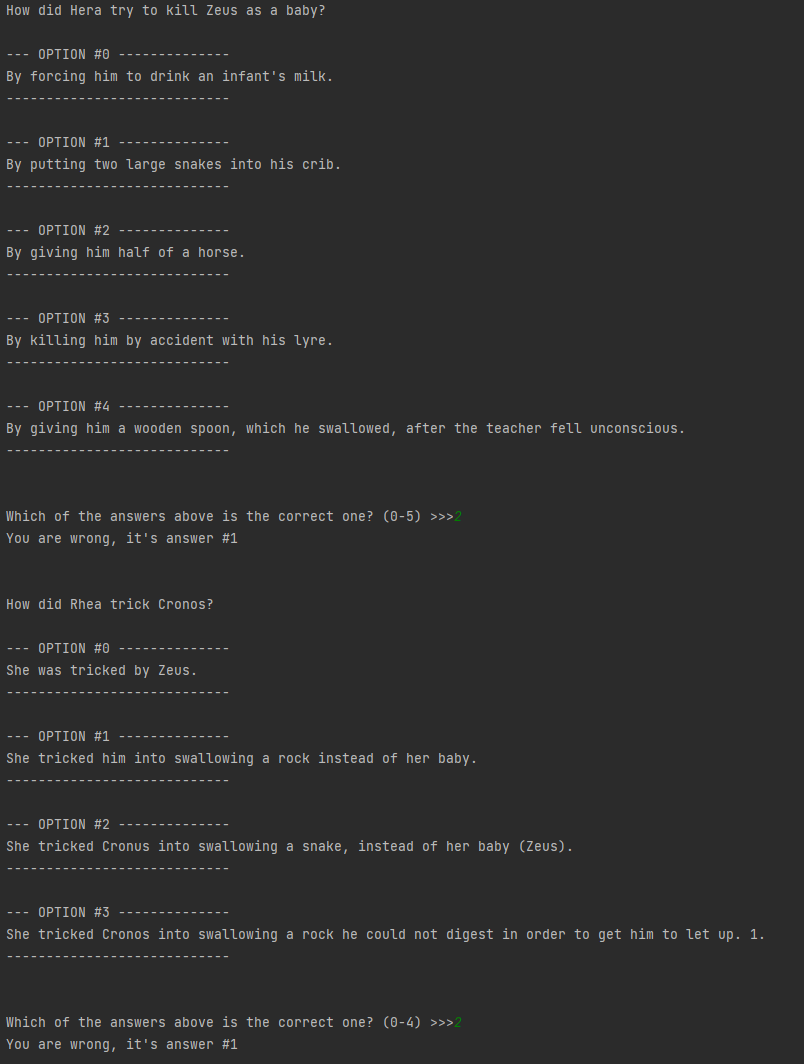 How did Hera try to kill Zeus as a baby?
--- OPTION #0 --------------
By forcing him to drink an infant's milk.
----------------------------
--- OPTION #1 --------------
By putting two large snakes into his crib.
----------------------------
--- OPTION #2 --------------
By giving him half of a horse.
----------------------------
--- OPTION #3 --------------
By killing him by accident with his lyre.
----------------------------
--- OPTION #4 --------------
By giving him a wooden spoon, which he swallowed, after the teacher fell unconscious.
----------------------------
Which of the answers above is the correct one? (0-5) >>>2
You are wrong, it's answer #1
How did Rhea trick Cronos?
--- OPTION #0 --------------
She was tricked by Zeus.
----------------------------
--- OPTION #1 --------------
She tricked him into swallowing a rock instead of her baby.
----------------------------
--- OPTION #2 --------------
She tricked Cronus into swallowing a snake, instead of her baby (Zeus).
----------------------------
--- OPTION #3 --------------
She tricked Cronos into swallowing a rock he could not digest in order to get him to let up. 1.
----------------------------
Which of the answers above is the correct one? (0-4) >>>2
You are wrong, it's answer #1